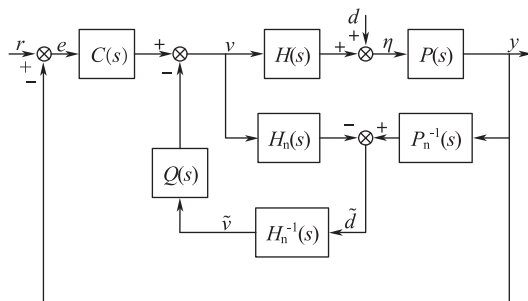 d
r e C(s) + v H(s) + + η P(s) y
+ − −
H_n(s) − + P_n^{-1}(s)
Q(s)
ṽ H_n^{-1}(s) d̃